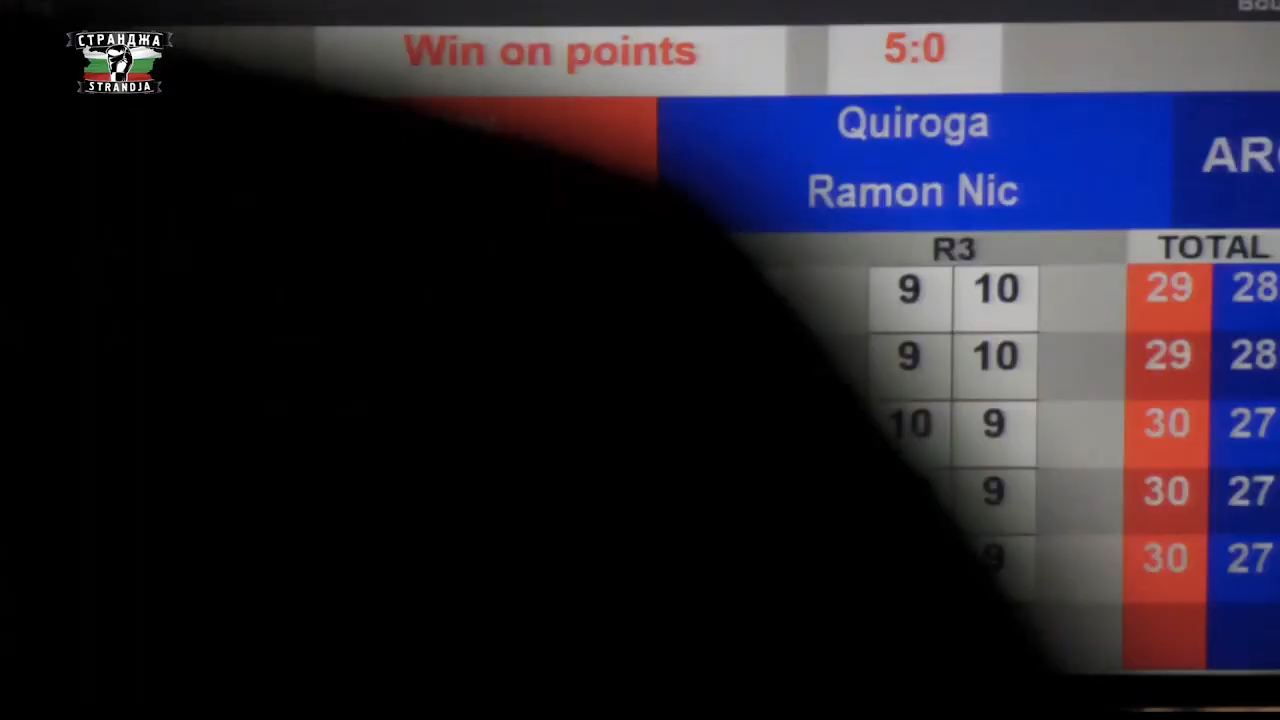 СТРАНДЖА
STRANDJA
Win on points 5:0
Quiroga
Ramon Nic
R3 TOTAL
9 10 29 28
9 10 29 28
10 9 30 27
9 30 27
9 30 27